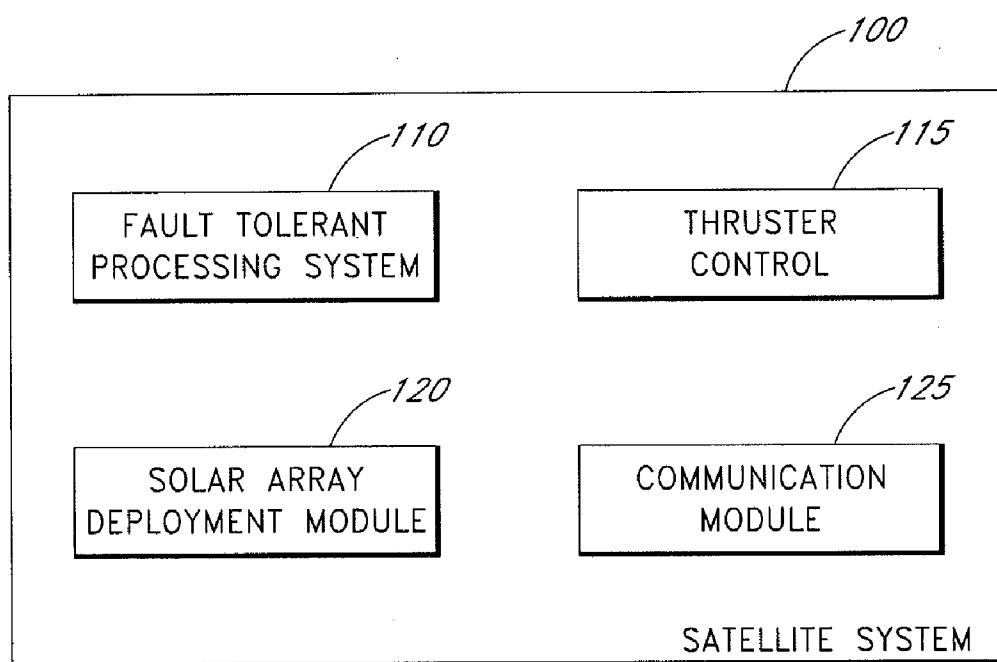 100
110
115
FAULT TOLERANT
PROCESSING SYSTEM
THRUSTER
CONTROL
120
125
SOLAR ARRAY
DEPLOYMENT MODULE
COMMUNICATION
MODULE
SATELLITE SYSTEM